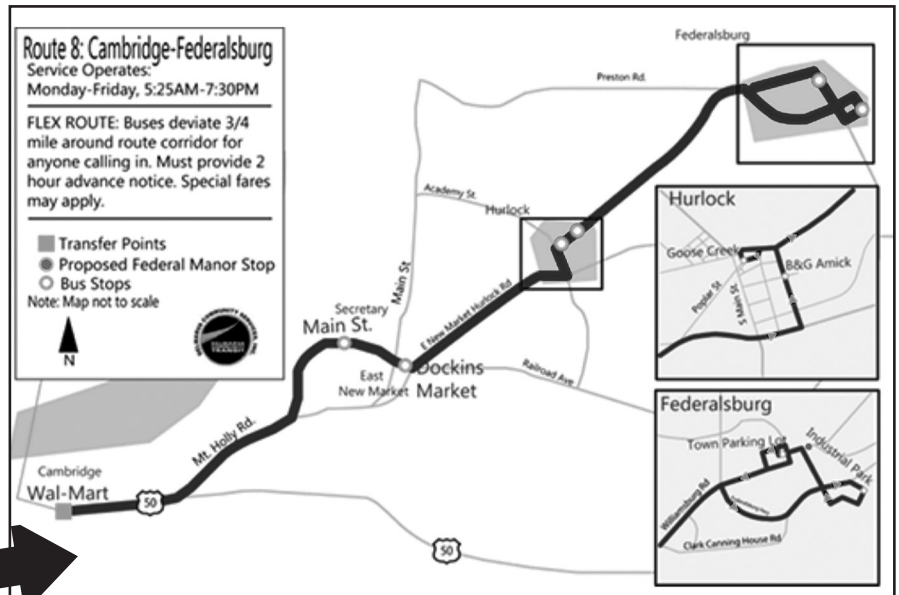 Route 8: Cambridge-Federalsburg
Service Operates:
Monday-Friday, 5:25AM-7:30PM
FLEX ROUTE: Buses deviate 3/4
mile around route corridor for
anyone calling in. Must provide 2
hour advance notice. Special fares
may apply.
Transfer Points
Proposed Federal Manor Stop
Bus Stops
Note: Map not to scale
N
Federalsburg
Preston Rd.
Academy St.
Hurlock
Main St
E New Market Hurlock Rd
Secretary
Main St.
East
New Market
Dockins
Market
Railroad Ave
Mt. Holly Rd.
Cambridge
Wal-Mart
50
50
Hurlock
Goose Creek
B&G Amick
Poplar St
S Main St
Federalsburg
Town Parking Lot
Industrial Park
Williamsburg Rd
Clark Canning House Rd.